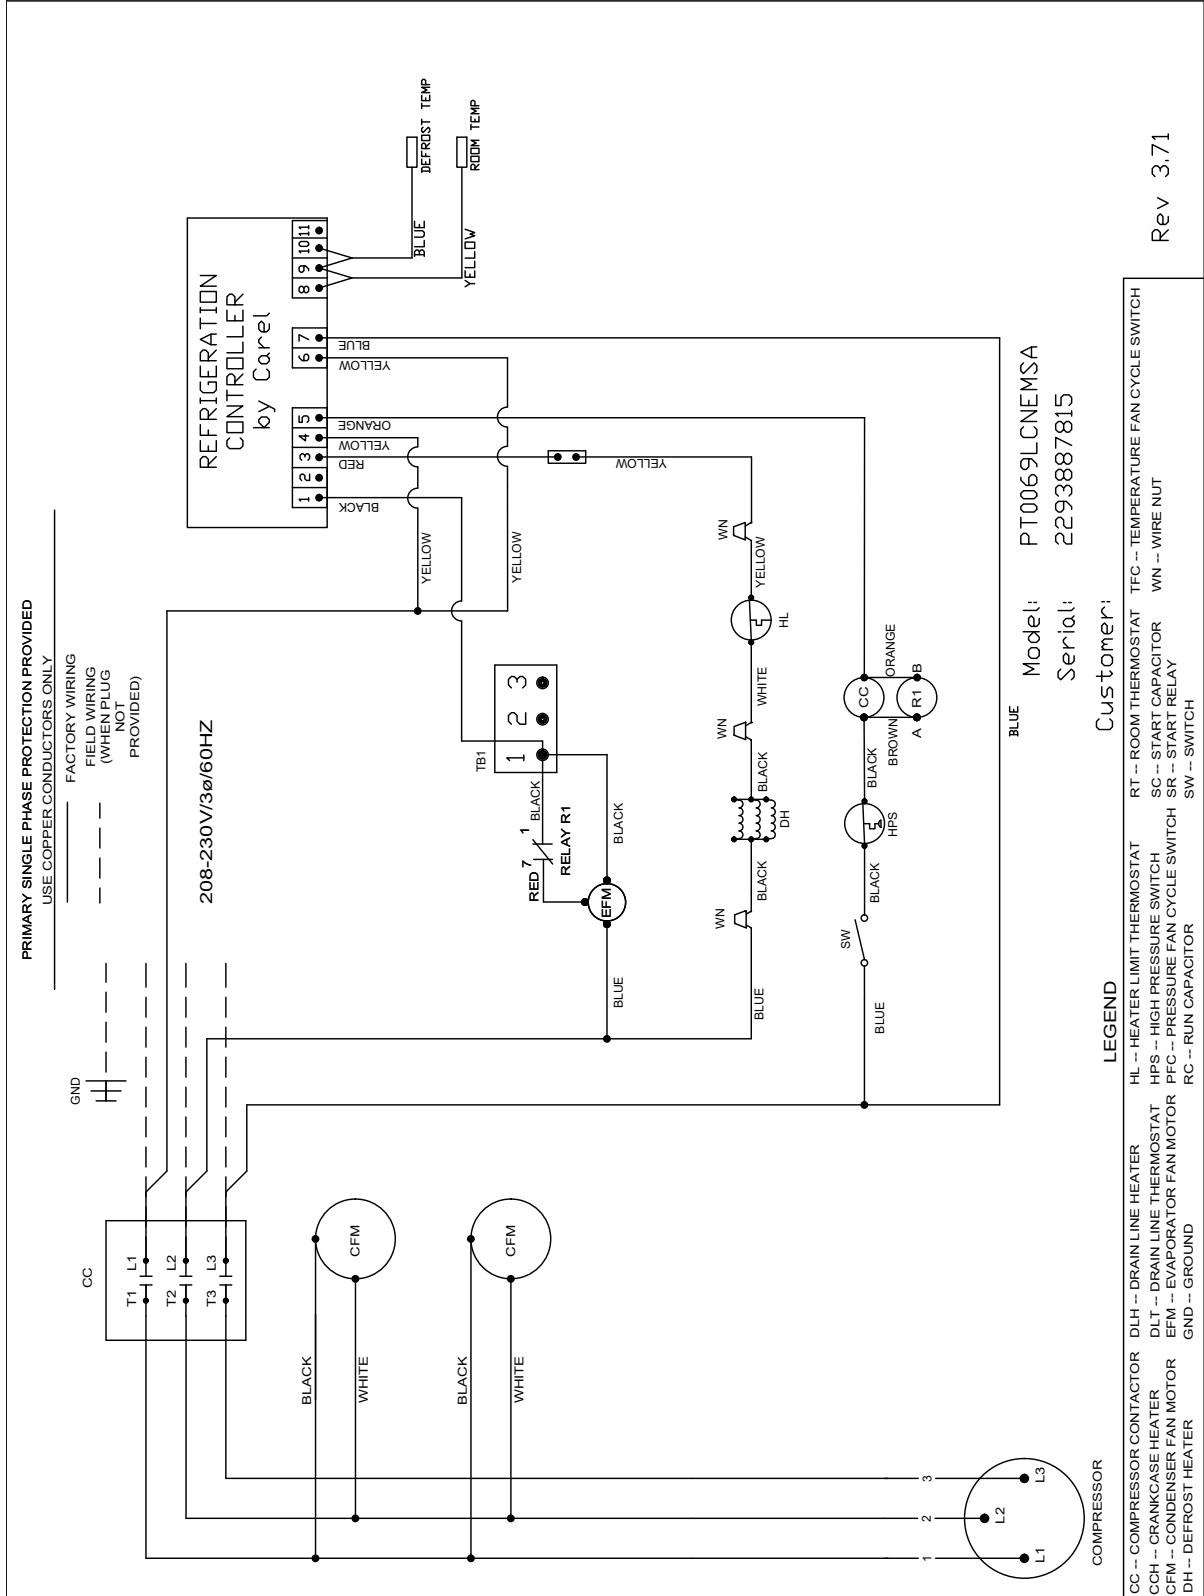 PRIMARY SINGLE PHASE PROTECTION PROVIDED
USE COPPER CONDUCTORS ONLY
FACTORY WIRING
FIELD WIRING
(WHEN PLUG
NOT
PROVIDED)
208-230V/3ø/60HZ
GND
CC
T1 L1
T2 L2
T3 L3
REFRIGERATION
CONTROLLER
by Carel
1 2 3 4 5 6 7 8 9 10 11
BLACK
RED
YELLOW
ORANGE
YELLOW
BLUE
BLUE
DEFROST TEMP
YELLOW
ROOM TEMP
YELLOW
YELLOW
TB1
1 2 3
BLACK
RED 7
1
RELAY R1
BLACK
EFM
BLUE
CFM
BLACK
WHITE
CFM
BLACK
WHITE
YELLOW
WN
YELLOW
HL
WHITE
WN
BLACK
DH
BLACK
WN
BLUE
CC
ORANGE
R1
A
B
BROWN
BLACK
HPS
BLACK
SW
BLUE
BLUE
1
2
3
L1
L2
L3
COMPRESSOR
Model: PT0069LCNEMSA
Serial: 2293887815
Customer:
Rev 3.71
LEGEND
CC -- COMPRESSOR CONTACTOR DLH -- DRAIN LINE HEATER HL -- HEATER LIMIT THERMOSTAT RT -- ROOM THERMOSTAT TFC -- TEMPERATURE FAN CYCLE SWITCH
CCH -- CRANKCASE HEATER DLT -- DRAIN LINE THERMOSTAT HPS -- HIGH PRESSURE SWITCH SC -- START CAPACITOR WN -- WIRE NUT
CFM -- CONDENSER FAN MOTOR EFM -- EVAPORATOR FAN MOTOR PFC -- PRESSURE FAN CYCLE SWITCH SR -- START RELAY
DH -- DEFROST HEATER GND -- GROUND RC -- RUN CAPACITOR SW -- SWITCH